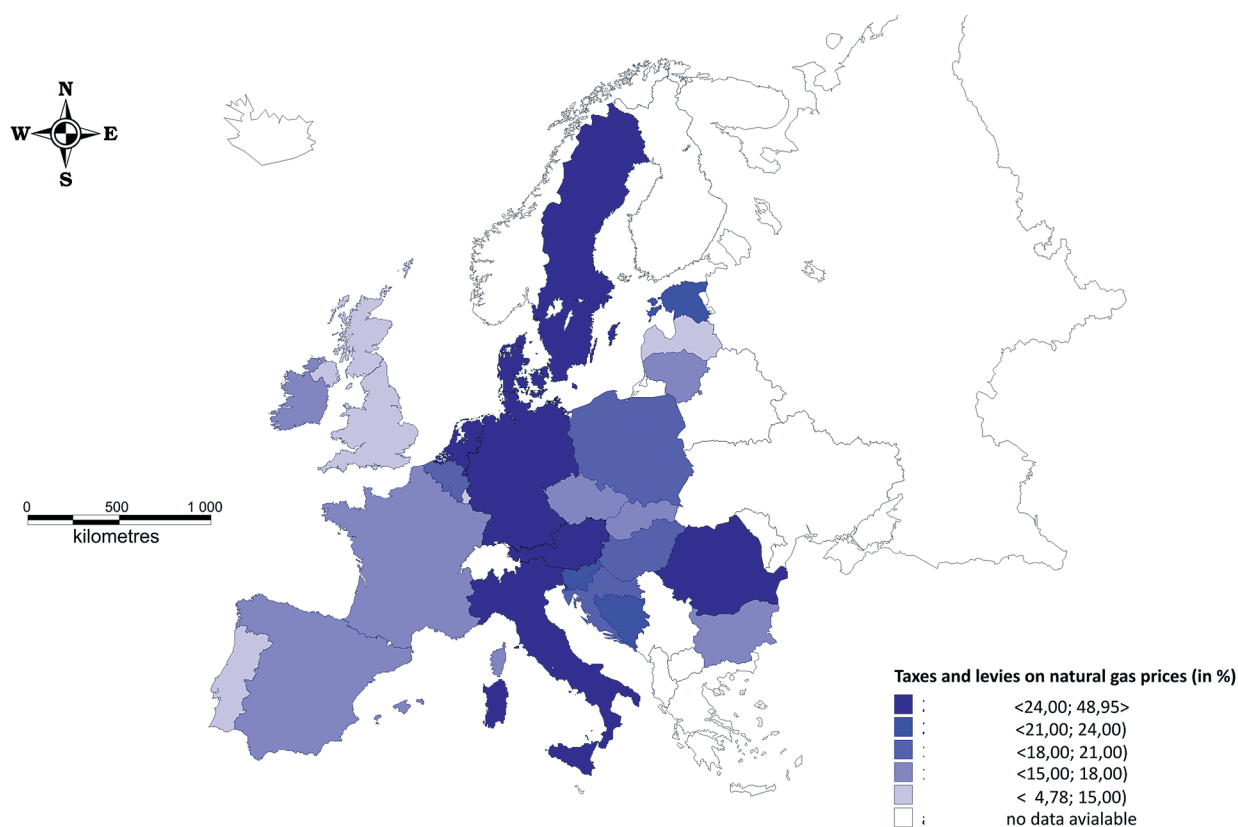 N
W E
S
0 500 1 000
kilometres
Taxes and levies on natural gas prices (in %)
<24,00; 48,95>
<21,00; 24,00)
<18,00; 21,00)
<15,00; 18,00)
< 4,78; 15,00)
no data avialable